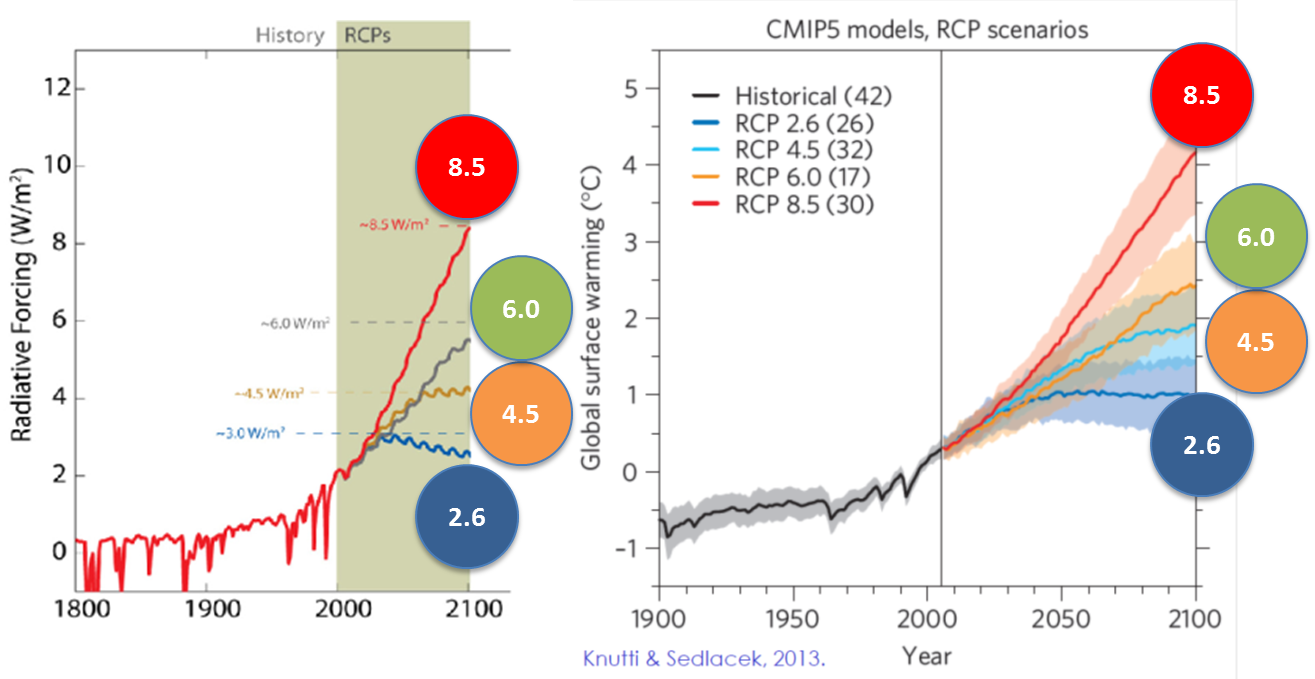 History RCPs
12
10
8
6
4
2
0
Radiative Forcing (W/m²)
~8.5 W/m²
~6.0 W/m²
~4.5 W/m²
~3.0 W/m²
8.5
6.0
4.5
2.6
1800 1900 2000 2100
CMIP5 models, RCP scenarios
Historical (42)
RCP 2.6 (26)
RCP 4.5 (32)
RCP 6.0 (17)
RCP 8.5 (30)
5
4
3
2
1
0
-1
Global surface warming (°C)
8.5
6.0
4.5
2.6
1900 1950 2000 2050 2100
Year
Knutti & Sedlacek, 2013.